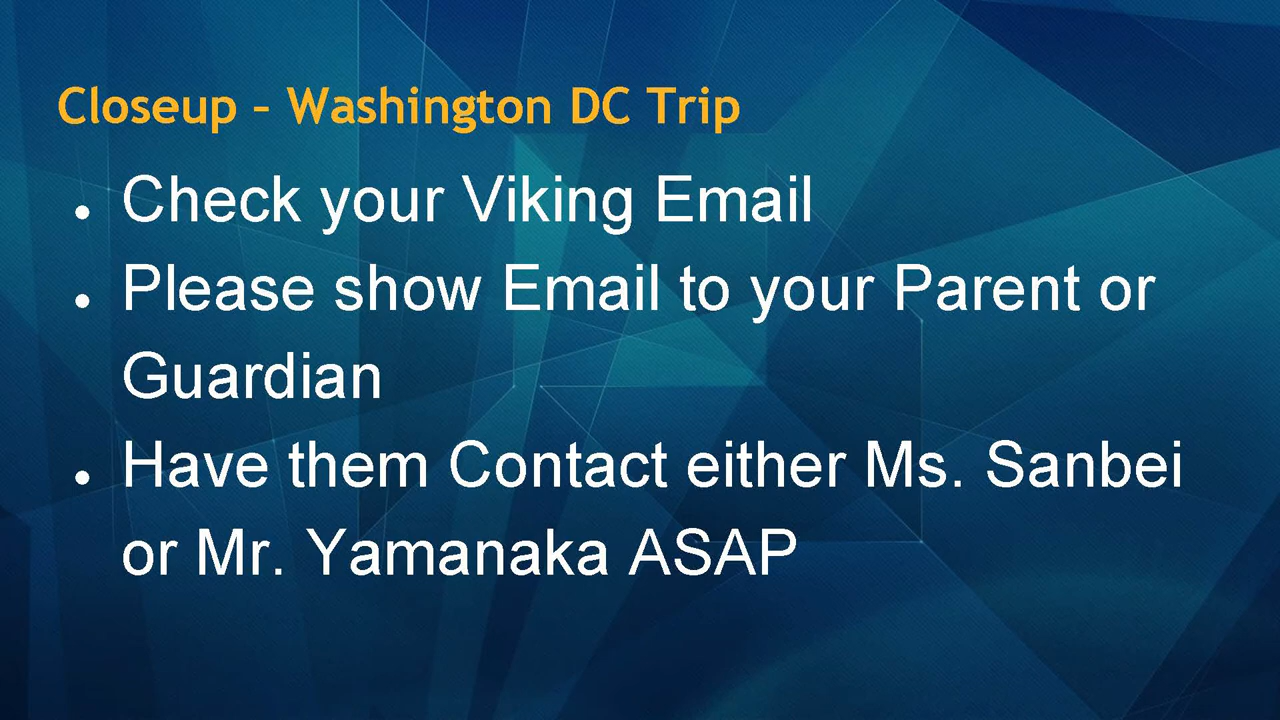 Closeup – Washington DC Trip
● Check your Viking Email
● Please show Email to your Parent or
Guardian
● Have them Contact either Ms. Sanbei
or Mr. Yamanaka ASAP